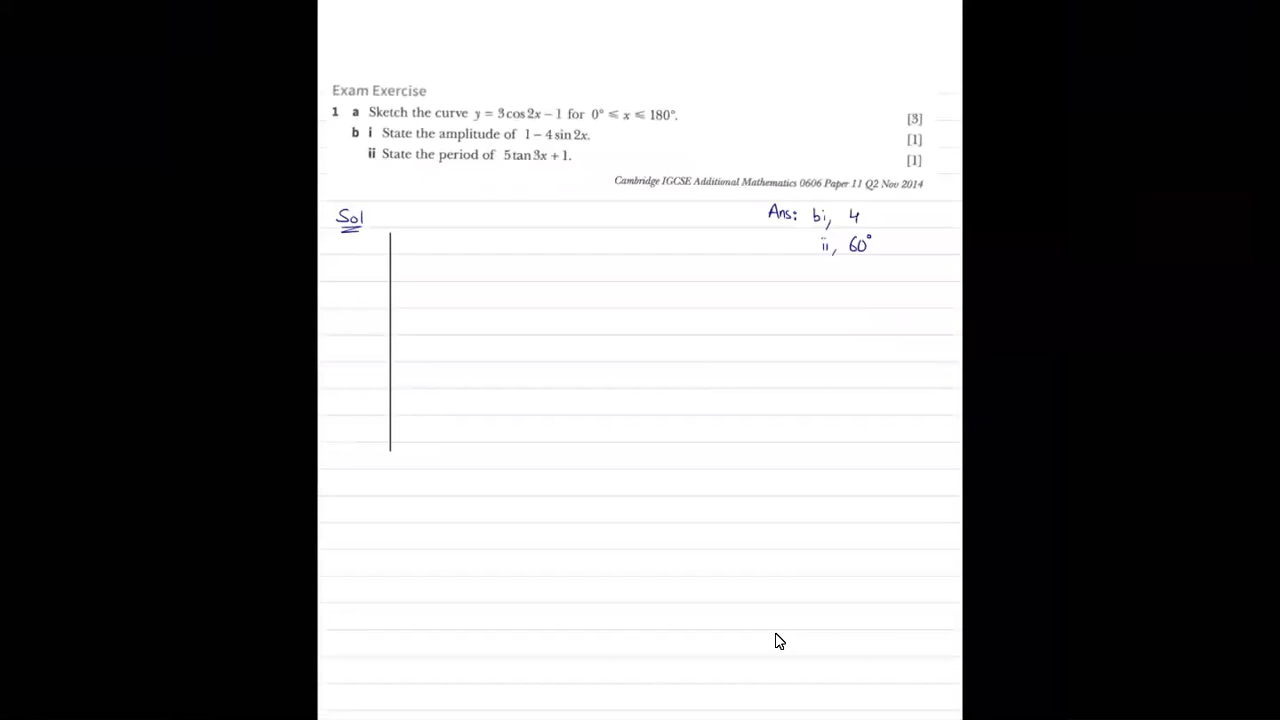 Exam Exercise
1 a Sketch the curve y = 3 cos 2x − 1 for 0° ⩽ x ⩽ 180°. [3]
b i State the amplitude of 1 − 4 sin 2x. [1]
ii State the period of 5 tan 3x + 1. [1]
Cambridge IGCSE Additional Mathematics 0606 Paper 11 Q2 Nov 2014
Sol Ans: bi, 4
ii, 60°